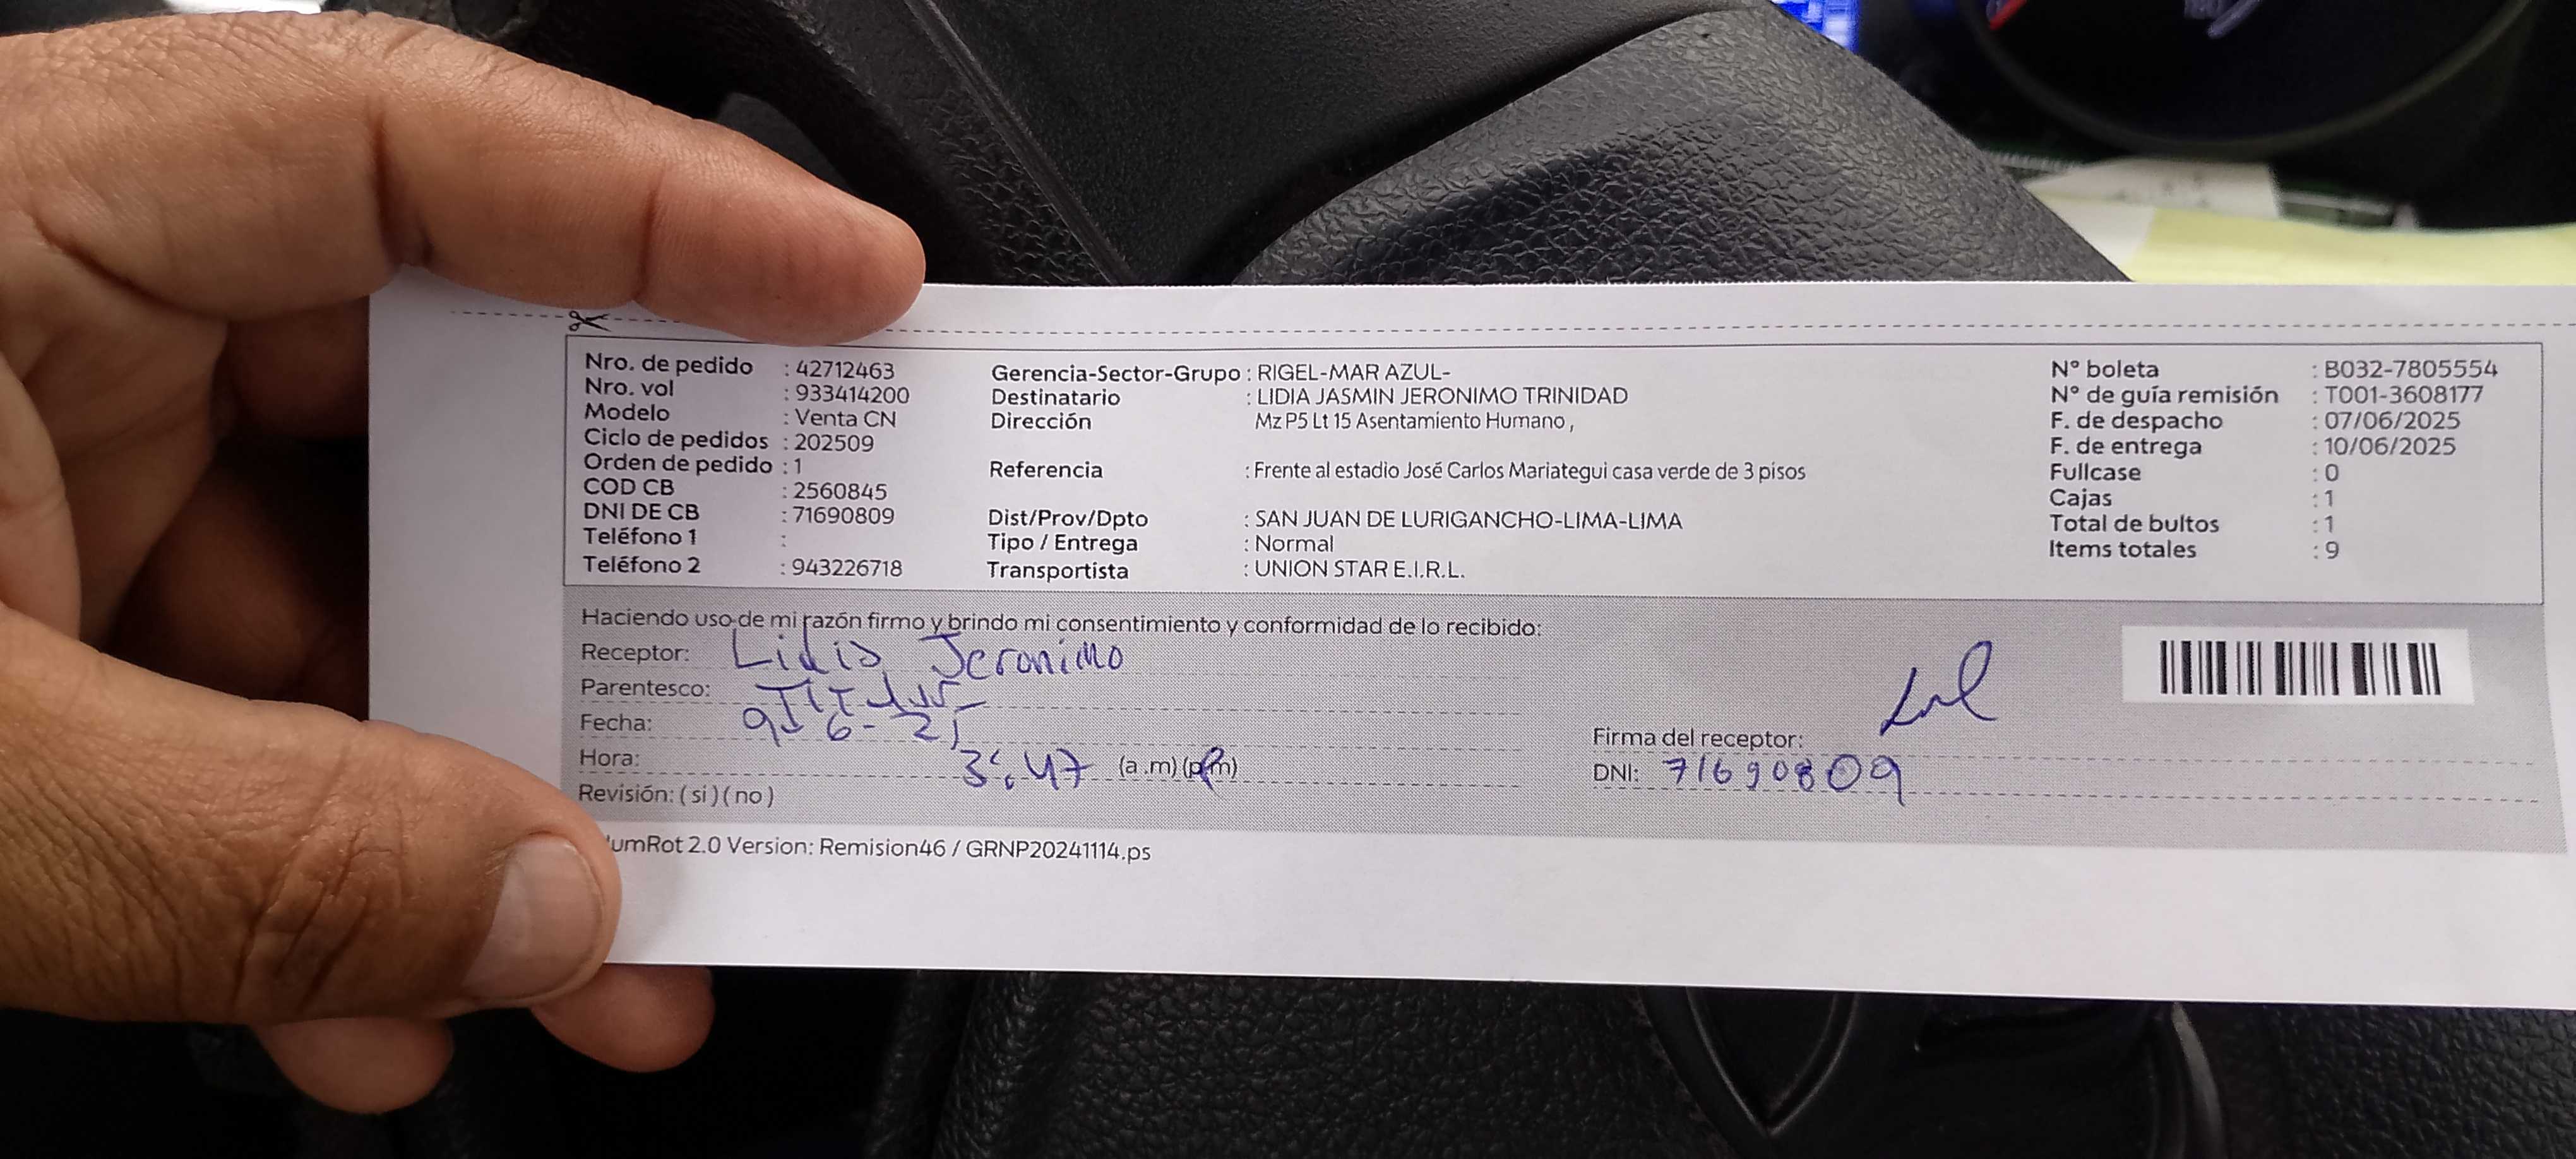 Nro. de pedido : 42712463
Nro. vol : 933414200
Modelo : Venta CN
Ciclo de pedidos : 202509
Orden de pedido : 1
COD CB : 2560845
DNI DE CB : 71690809
Teléfono 1 :
Teléfono 2 : 943226718
Gerencia-Sector-Grupo : RIGEL-MAR AZUL-
Destinatario : LIDIA JASMIN JERONIMO TRINIDAD
Dirección Mz P5 Lt 15 Asentamiento Humano ,
Referencia : Frente al estadio José Carlos Mariategui casa verde de 3 pisos
Dist/Prov/Dpto : SAN JUAN DE LURIGANCHO-LIMA-LIMA
Tipo / Entrega : Normal
Transportista : UNION STAR E.I.R.L.
N° boleta : B032-7805554
N° de guía remisión : T001-3608177
F. de despacho : 07/06/2025
F. de entrega : 10/06/2025
Fullcase : 0
Cajas : 1
Total de bultos : 1
Items totales : 9
Haciendo uso de mi razón firmo y brindo mi consentimiento y conformidad de lo recibido:
Receptor: Lidia Jeronimo
Parentesco: Titular
Fecha: 9-6-25
Hora: 3:47 (a.m) (pm)
Revisión: ( si ) ( no )
Firma del receptor:
DNI: 71690809
umRot 2.0 Version: Remision46 / GRNP20241114.ps